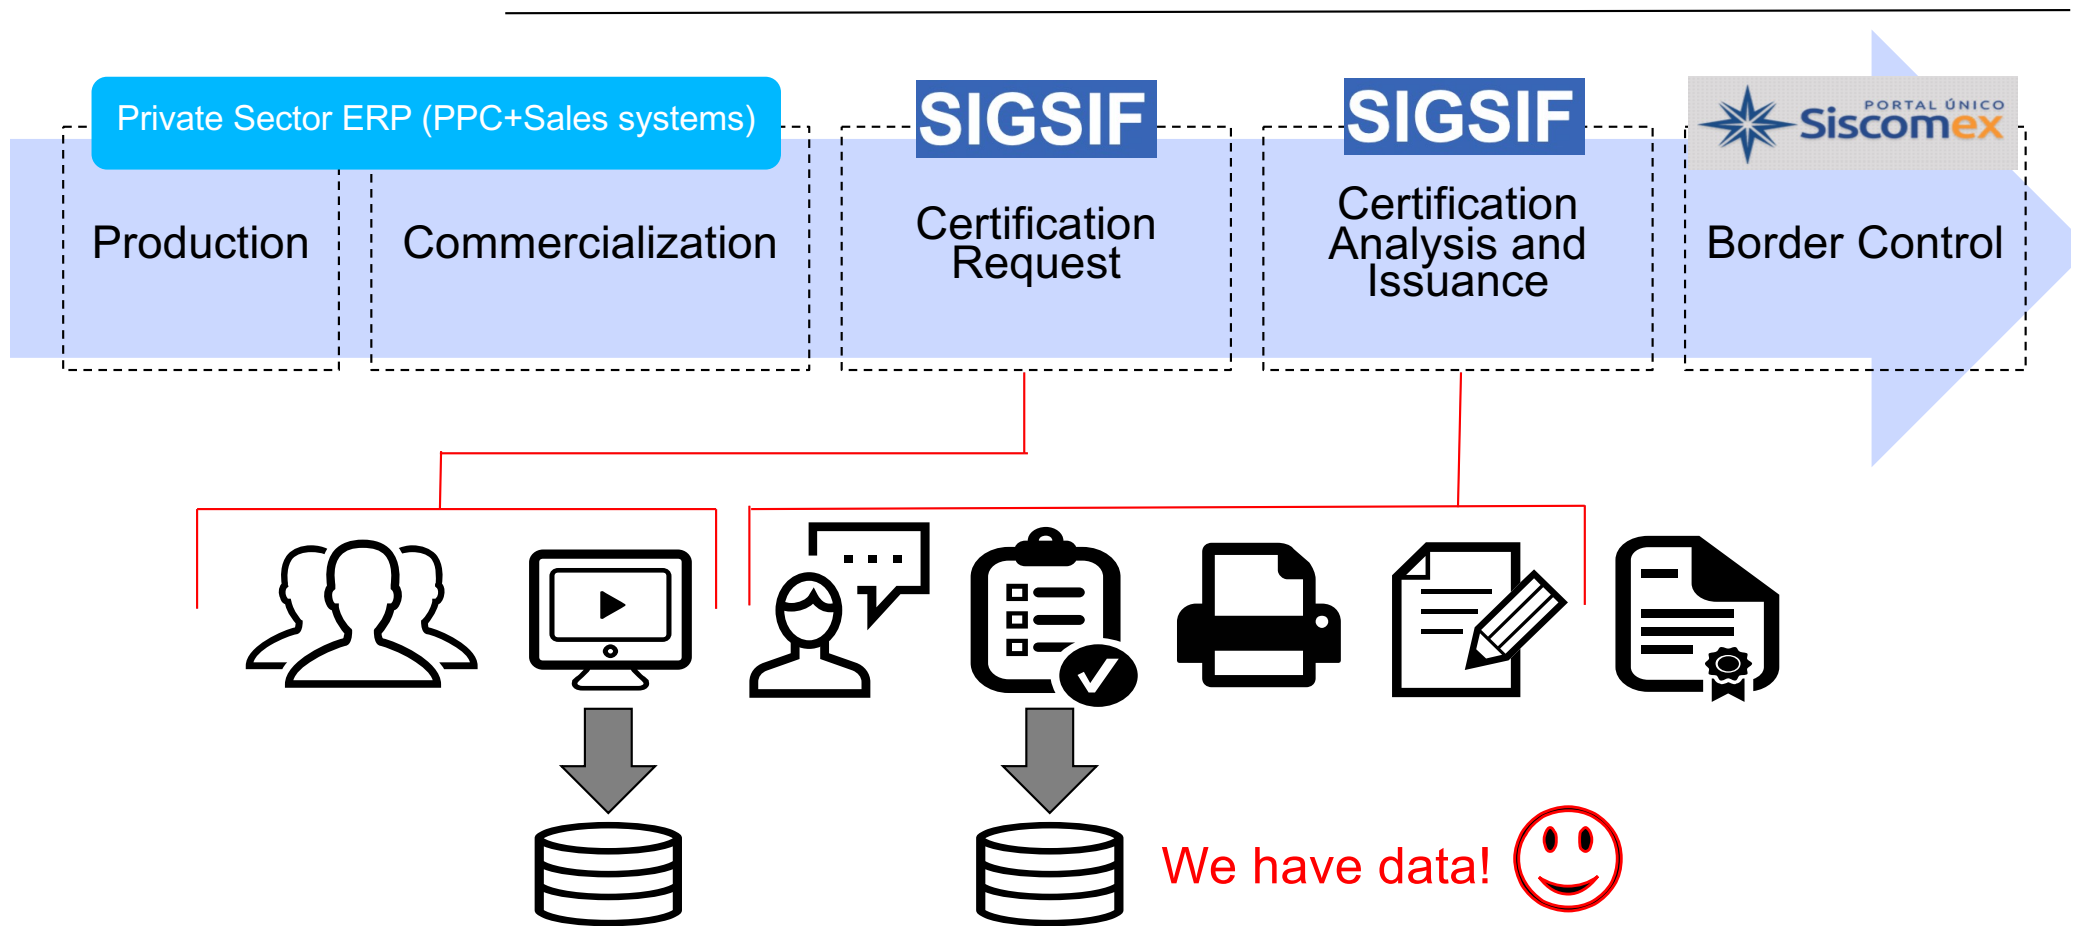 Private Sector ERP (PPC+Sales systems)
SIGSIF
SIGSIF
PORTAL ÚNICO
Siscomex
Production
Commercialization
Certification
Request
Certification
Analysis and
Issuance
Border Control
We have data!